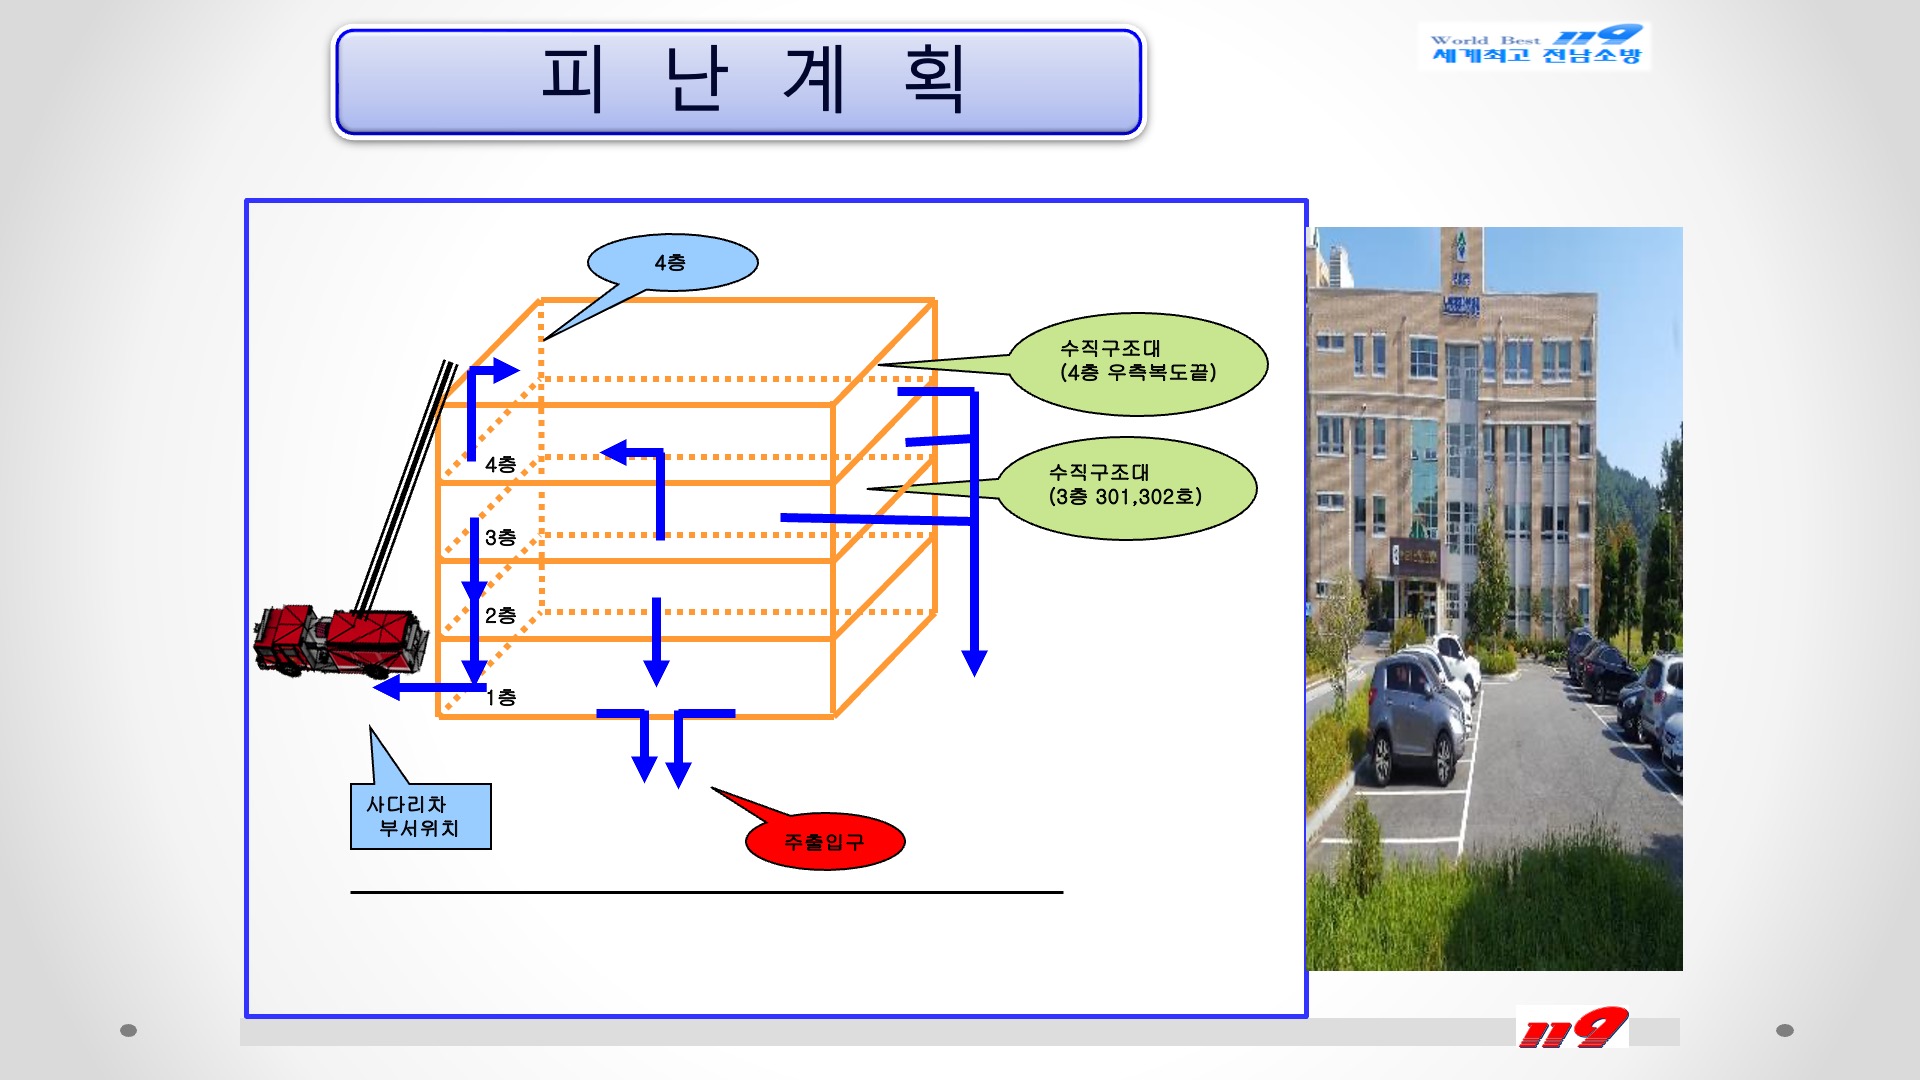 피 난 계 획
World Best 119
세계최고 전남소방
4층
수직구조대
(4층 우측복도끝)
수직구조대
(3층 301,302호)
4층
3층
2층
1층
사다리차
부서위치
주출입구
119